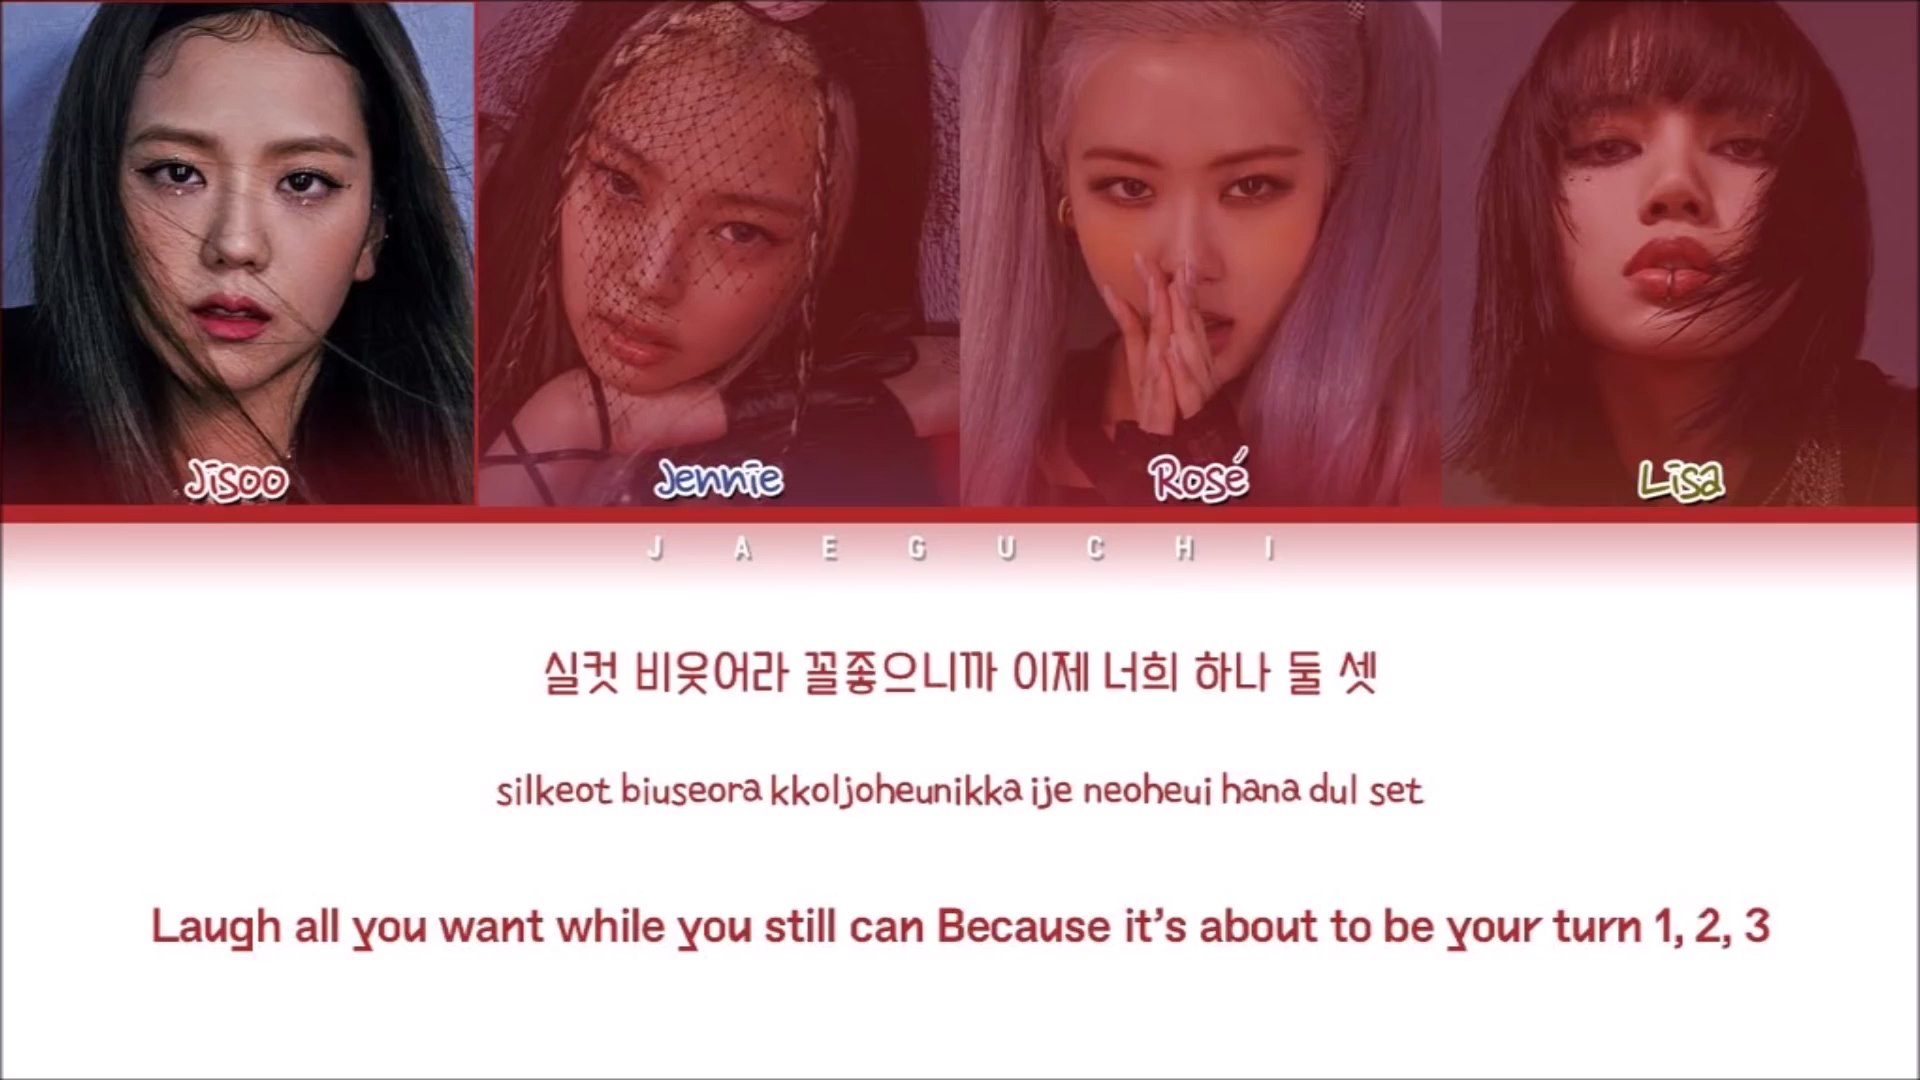 Jisoo
Jennie
Rosé
Lisa
JAEGUCHI
실컷 비웃어라 꼴좋으니까 이제 너희 하나 둘 셋
silkeot biuseora kkoljoheunikka ije neoheui hana dul set
Laugh all you want while you still can Because it's about to be your turn 1, 2, 3